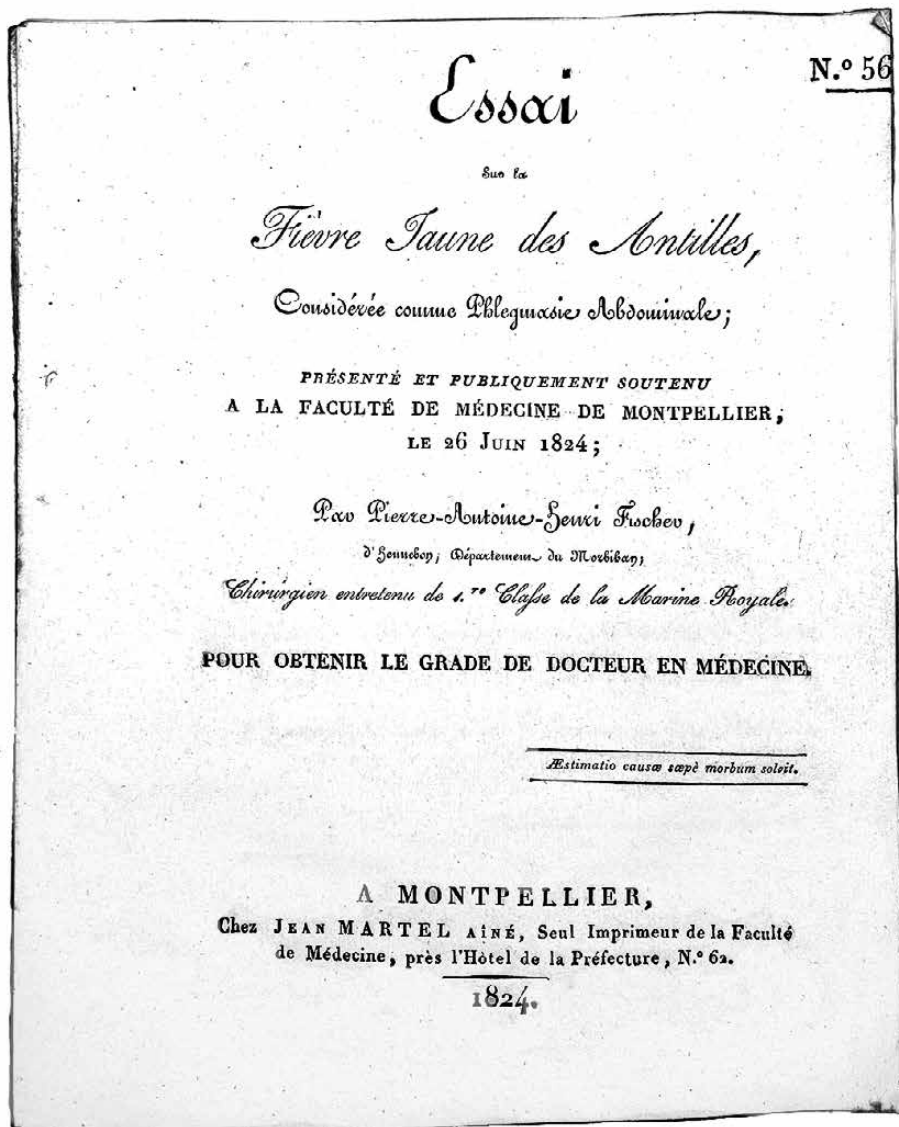 N.º 56
Essai
Sur la
Fièvre Jaune des Antilles,
Considérée comme Phlegmasie Abdominale;
PRÉSENTÉ ET PUBLIQUEMENT SOUTENU
A LA FACULTÉ DE MÉDECINE DE MONTPELLIER,
LE 26 JUIN 1824;
Par Pierre-Antoine-Henri Fischer,
d'Hennebon, Département du Morbihan;
Chirurgien entretenu de 1.re Classe de la Marine Royale.
POUR OBTENIR LE GRADE DE DOCTEUR EN MÉDECINE.
Æstimatio causæ sæpè morbum solvit.
A MONTPELLIER,
Chez JEAN MARTEL AÎNÉ, Seul Imprimeur de la Faculté
de Médecine, près l'Hôtel de la Préfecture, N.º 62.
1824.